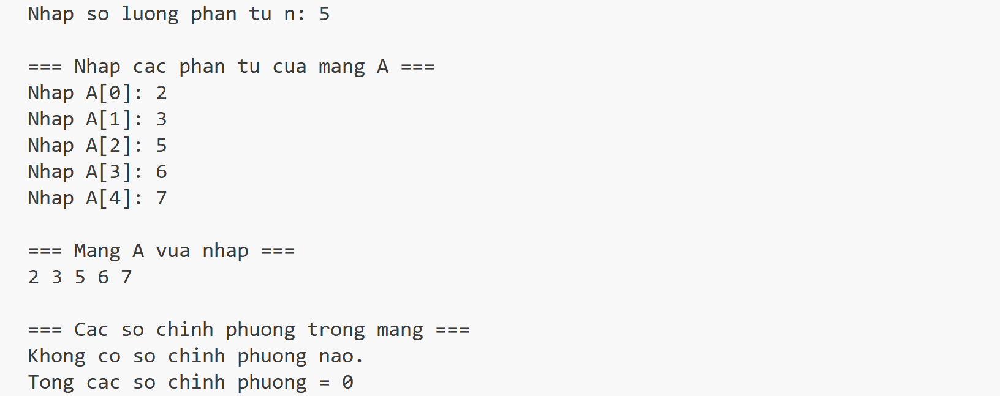 Nhap so luong phan tu n: 5
=== Nhap cac phan tu cua mang A ===
Nhap A[0]: 2
Nhap A[1]: 3
Nhap A[2]: 5
Nhap A[3]: 6
Nhap A[4]: 7
=== Mang A vua nhap ===
2 3 5 6 7
=== Cac so chinh phuong trong mang ===
Khong co so chinh phuong nao.
Tong cac so chinh phuong = 0